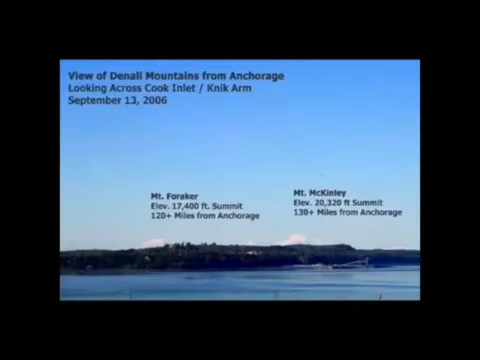 View of Denali Mountains from Anchorage
Looking Across Cook Inlet / Knik Arm
September 13, 2006
Mt. Foraker
Elev. 17,400 ft. Summit
120+ Miles from Anchorage
Mt. McKinley
Elev. 20,320 ft Summit
130+ Miles from Anchorage